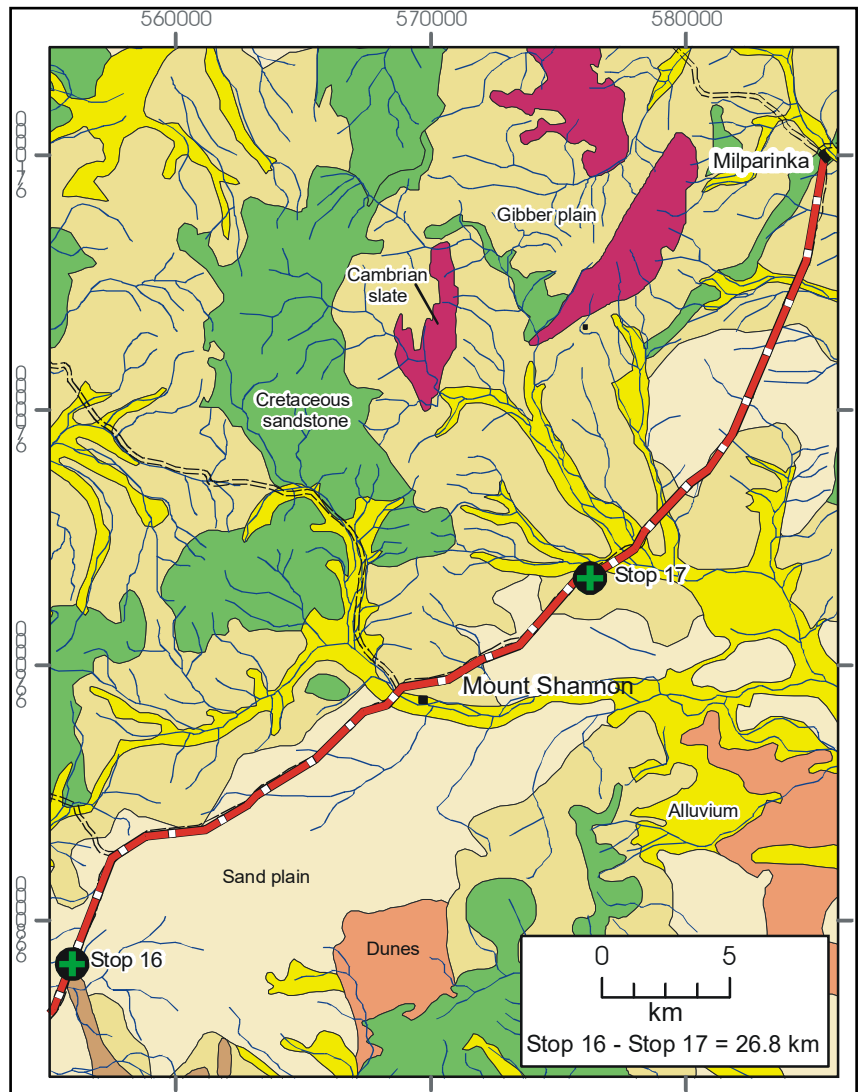 560000 570000 580000
Milparinka
Gibber plain
Cambrian
slate
Cretaceous
sandstone
Stop 17
Mount Shannon
Alluvium
Sand plain
Dunes
Stop 16
0 5
km
Stop 16 - Stop 17 = 26.8 km